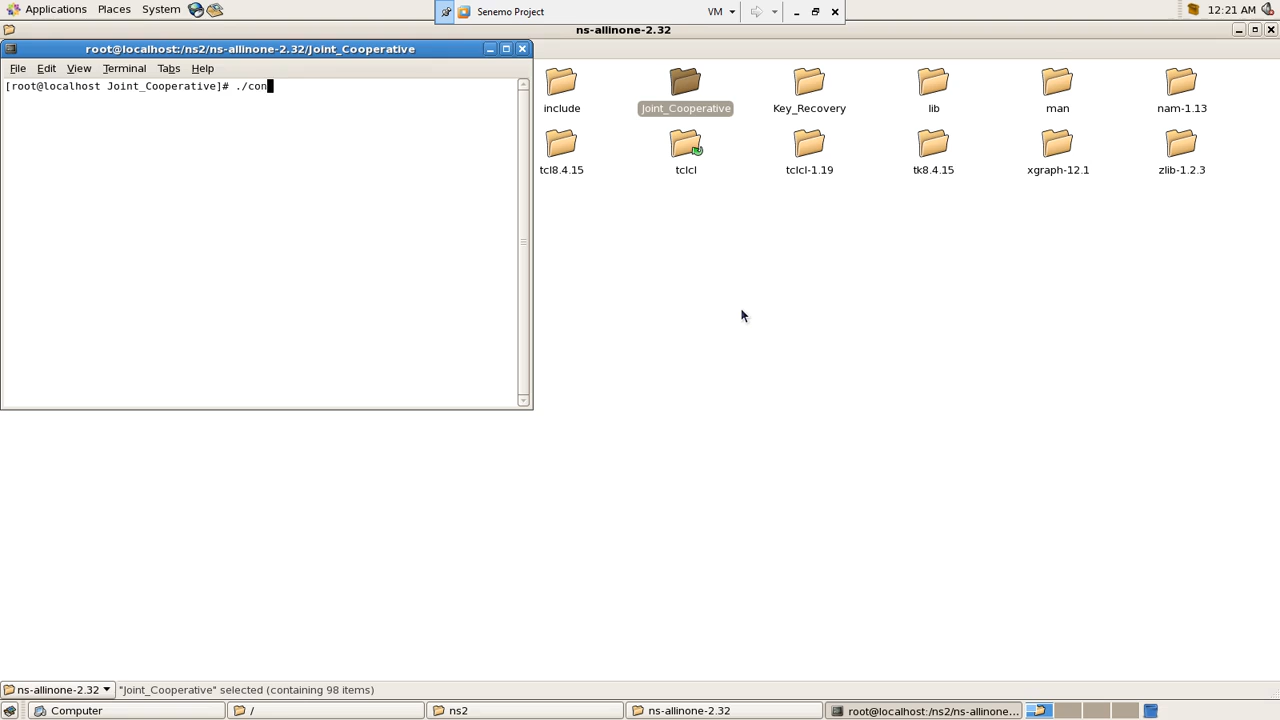 Applications Places System
Senemo Project VM
12:21 AM
ns-allinone-2.32
root@localhost:/ns2/ns-allinone-2.32/Joint_Cooperative
File Edit View Terminal Tabs Help
[root@localhost Joint_Cooperative]# ./con
include Joint_Cooperative Key_Recovery lib man nam-1.13
tcl8.4.15 tclcl tclcl-1.19 tk8.4.15 xgraph-12.1 zlib-1.2.3
ns-allinone-2.32 "Joint_Cooperative" selected (containing 98 items)
Computer / ns2 ns-allinone-2.32 root@localhost:/ns2/ns-allinone...